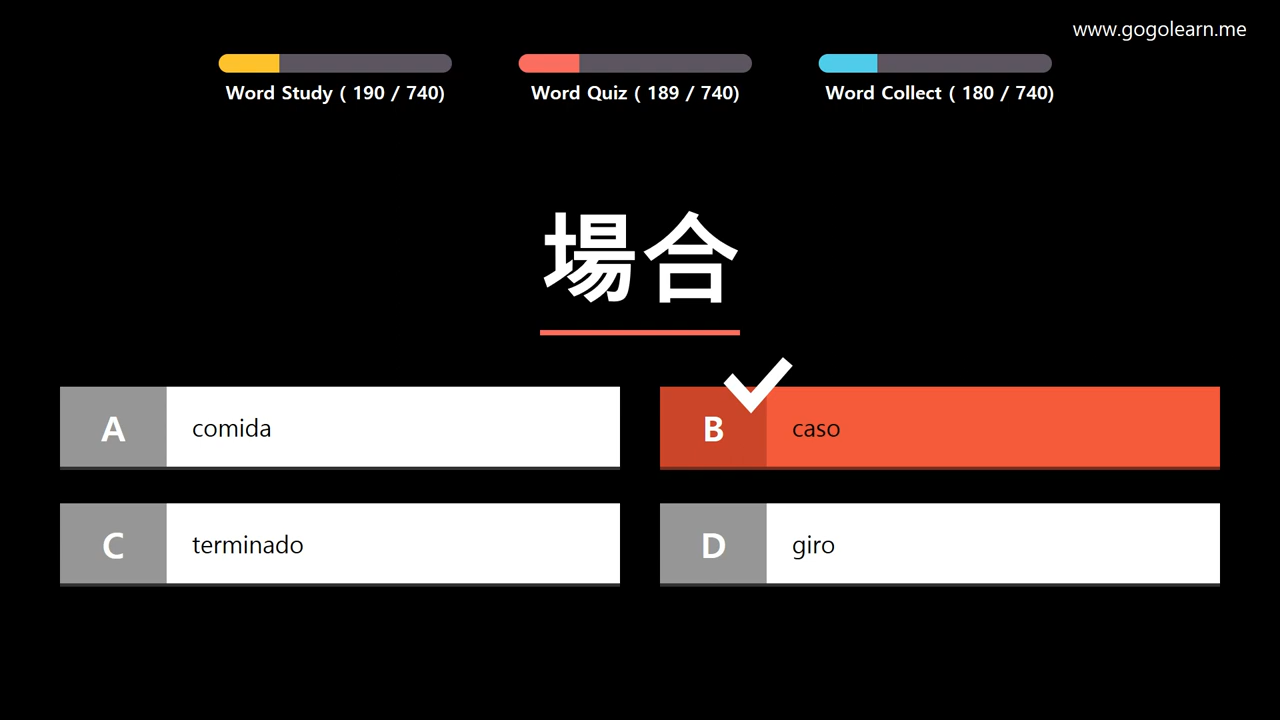 www.gogolearn.me
Word Study ( 190 / 740)
Word Quiz ( 189 / 740)
Word Collect ( 180 / 740)
場合
A comida
B caso
C terminado
D giro